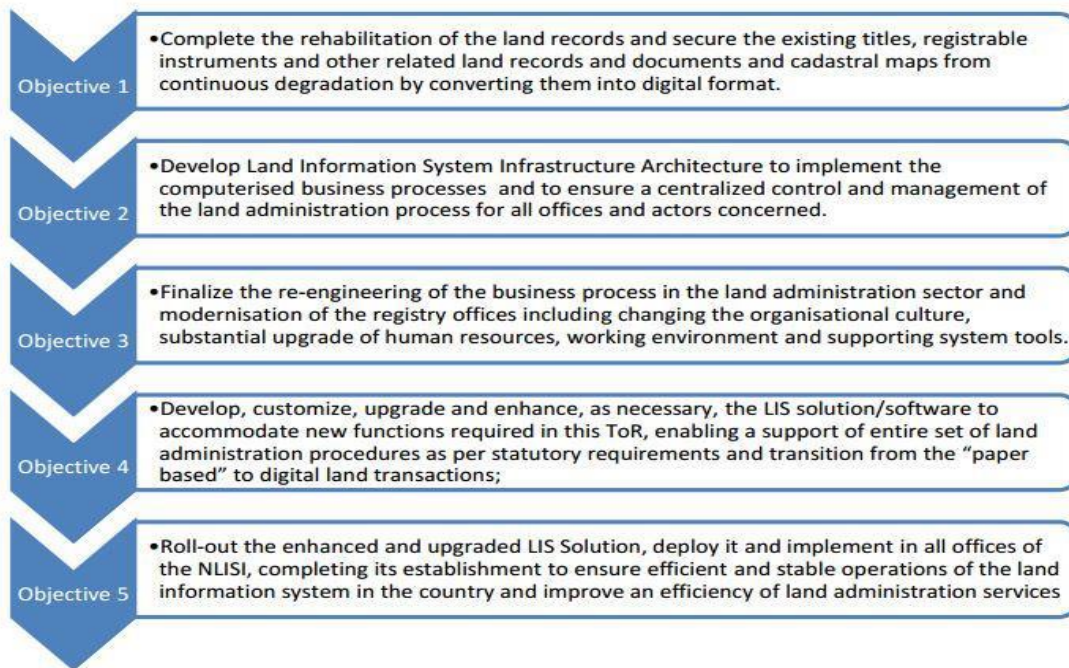 Objective 1
•Complete the rehabilitation of the land records and secure the existing titles, registrable
instruments and other related land records and documents and cadastral maps from
continuous degradation by converting them into digital format.
Objective 2
•Develop Land Information System Infrastructure Architecture to implement the
computerised business processes and to ensure a centralized control and management of
the land administration process for all offices and actors concerned.
Objective 3
•Finalize the re-engineering of the business process in the land administration sector and
modernisation of the registry offices including changing the organisational culture,
substantial upgrade of human resources, working environment and supporting system tools.
Objective 4
•Develop, customize, upgrade and enhance, as necessary, the LIS solution/software to
accommodate new functions required in this ToR, enabling a support of entire set of land
administration procedures as per statutory requirements and transition from the “paper
based” to digital land transactions;
Objective 5
•Roll-out the enhanced and upgraded LIS Solution, deploy it and implement in all offices of
the NLISI, completing its establishment to ensure efficient and stable operations of the land
information system in the country and improve an efficiency of land administration services